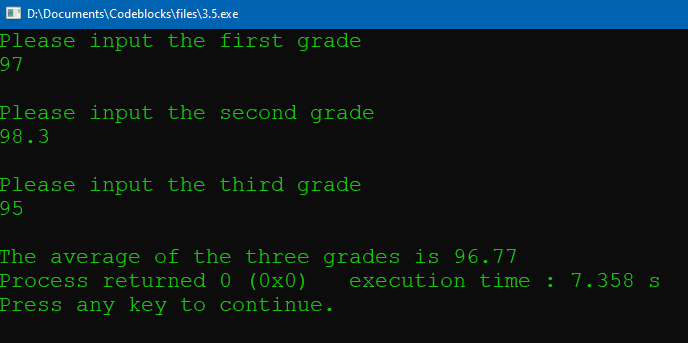 D:\Documents\Codeblocks\files\3.5.exe
Please input the first grade
97
Please input the second grade
98.3
Please input the third grade
95
The average of the three grades is 96.77
Process returned 0 (0x0)   execution time : 7.358 s
Press any key to continue.